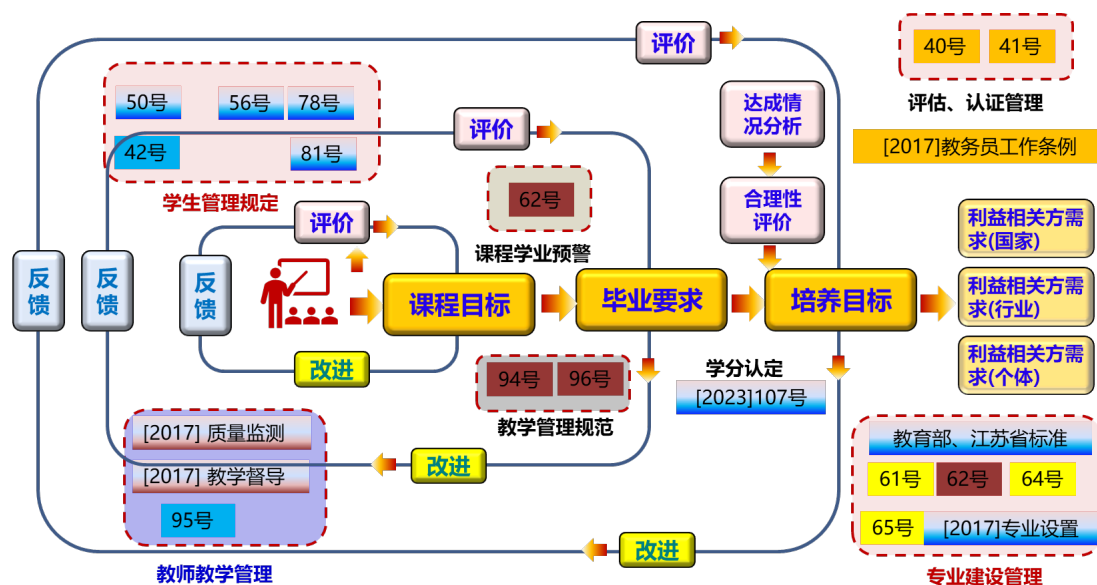 评价
40号 41号
评估、认证管理
[2017]教务员工作条例
50号 56号 78号
42号 81号
学生管理规定
评价
达成情
况分析
合理性
评价
62号
课程学业预警
评价
反
馈
反
馈
反
馈
课程目标
毕业要求
培养目标
利益相关方需
求(国家)
利益相关方需
求(行业)
利益相关方需
求(个体)
改进
94号 96号
教学管理规范
学分认定
[2023]107号
[2017] 质量监测
[2017] 教学督导
95号
教师教学管理
改进
改进
教育部、江苏省标准
61号 62号 64号
65号 [2017]专业设置
专业建设管理